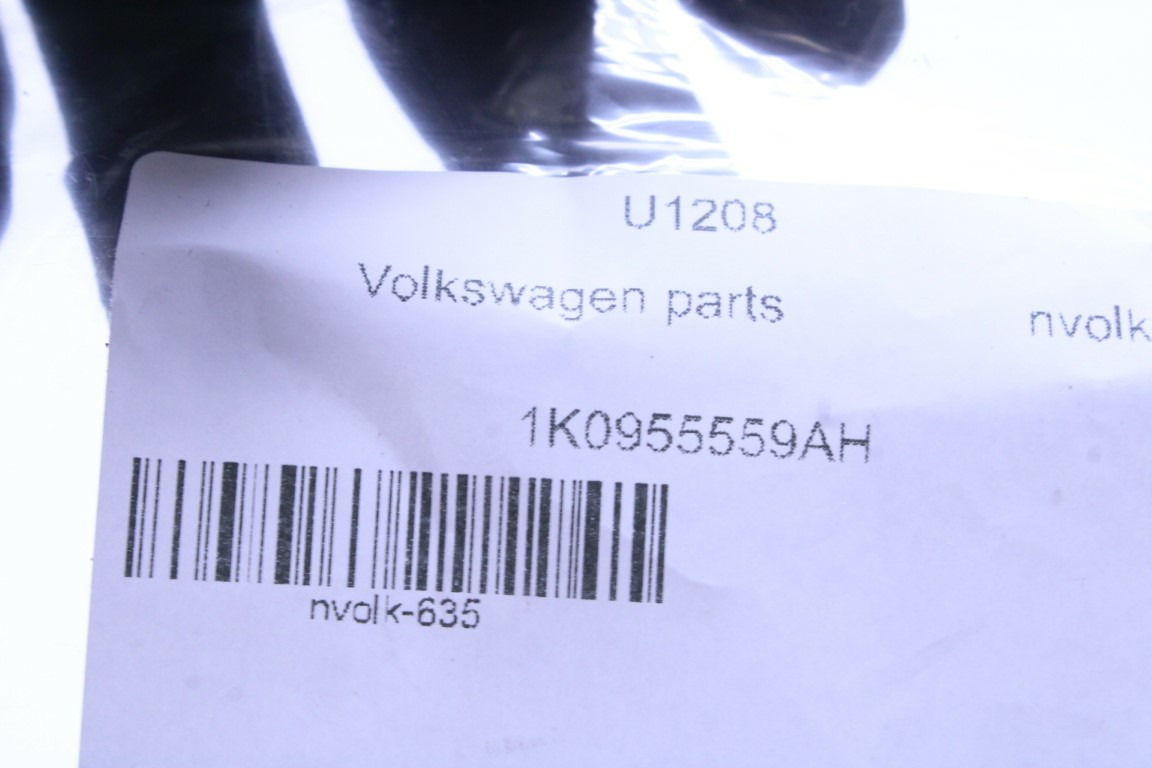 U1208
Volkswagen parts
nvolk
1K0955559AH
nvolk-635